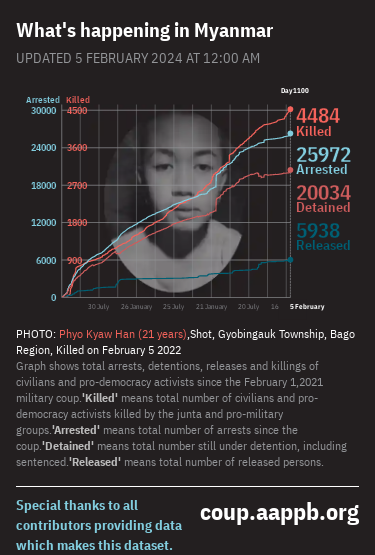 What's happening in Myanmar
UPDATED 5 FEBRUARY 2024 AT 12:00 AM
Day1100
Arrested Killed
30000 4500
24000 3600
18000 2700
12000 1800
6000 900
0
4484
Killed
25972
Arrested
20034
Detained
5938
Released
30 July 26 January 25 July 21 January 20 July 16 5 February
PHOTO: Phyo Kyaw Han (21 years),Shot, Gyobingauk Township, Bago
Region, Killed on February 5 2022
Graph shows total arrests, detentions, releases and killings of
civilians and pro-democracy activists since the February 1,2021
military coup.'Killed' means total number of civilians and pro-
democracy activists killed by the junta and pro-military
groups.'Arrested' means total number of arrests since the
coup.'Detained' means total number still under detention, including
sentenced.'Released' means total number of released persons.
Special thanks to all
contributors providing data
which makes this dataset.
coup.aappb.org